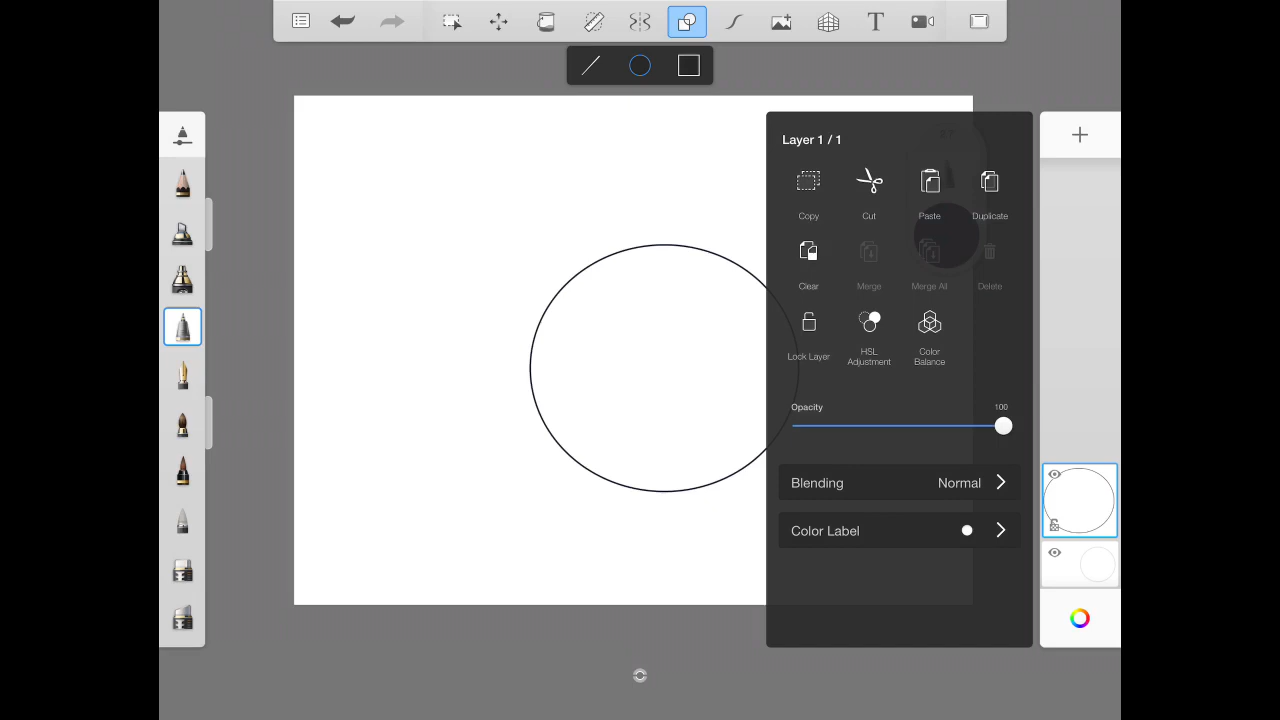 T
Layer 1 / 1
Copy Cut Paste Duplicate
Clear Merge Merge All Delete
Lock Layer HSL Adjustment Color Balance
Opacity 100
Blending Normal
Color Label